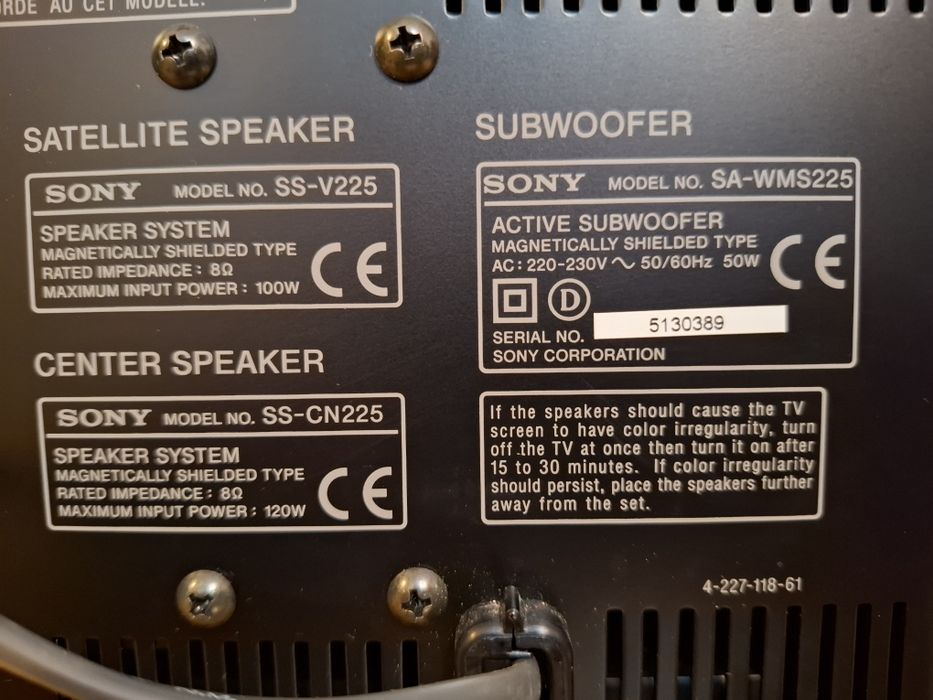 ORDE AU CET MODELE.
SATELLITE SPEAKER
SONY MODEL NO. SS-V225
SPEAKER SYSTEM
MAGNETICALLY SHIELDED TYPE
RATED IMPEDANCE : 8Ω
MAXIMUM INPUT POWER : 100W
CE
CENTER SPEAKER
SONY MODEL NO. SS-CN225
SPEAKER SYSTEM
MAGNETICALLY SHIELDED TYPE
RATED IMPEDANCE : 8Ω
MAXIMUM INPUT POWER : 120W
CE
SUBWOOFER
SONY MODEL NO. SA-WMS225
ACTIVE SUBWOOFER
MAGNETICALLY SHIELDED TYPE
AC : 220-230V ～ 50/60Hz 50W
CE
D
SERIAL NO. 5130389
SONY CORPORATION
If the speakers should cause the TV
screen to have color irregularity, turn
off the TV at once then turn it on after
15 to 30 minutes. If color irregularity
should persist, place the speakers further
away from the set.
4-227-118-61